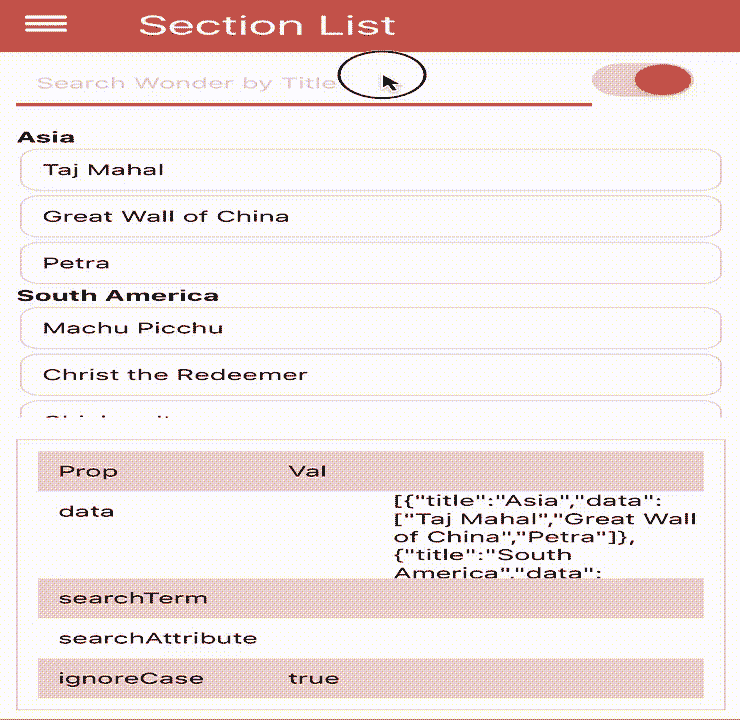 Section List
Search Wonder by Title
Asia
Taj Mahal
Great Wall of China
Petra
South America
Machu Picchu
Christ the Redeemer
Prop Val
data
[{"title":"Asia","data":
["Taj Mahal","Great Wall
of China","Petra"]},
{"title":"South
America","data":
searchTerm
searchAttribute
ignoreCase true